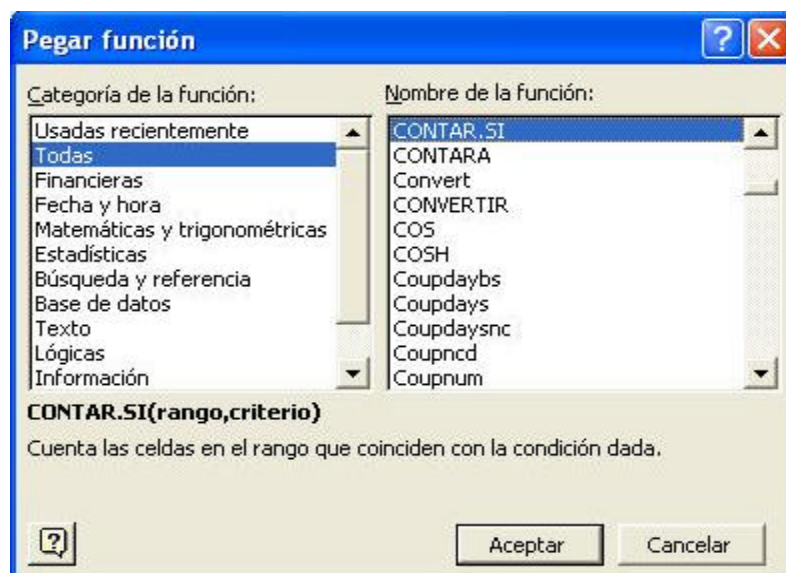 Pegar función
Categoría de la función:
Usadas recientemente
Todas
Financieras
Fecha y hora
Matemáticas y trigonométricas
Estadísticas
Búsqueda y referencia
Base de datos
Texto
Lógicas
Información
Nombre de la función:
CONTAR.SI
CONTARA
Convert
CONVERTIR
COS
COSH
Coupdaybs
Coupdays
Coupdaysnc
Coupncd
Coupnum
CONTAR.SI(rango,criterio)
Cuenta las celdas en el rango que coinciden con la condición dada.
Aceptar
Cancelar